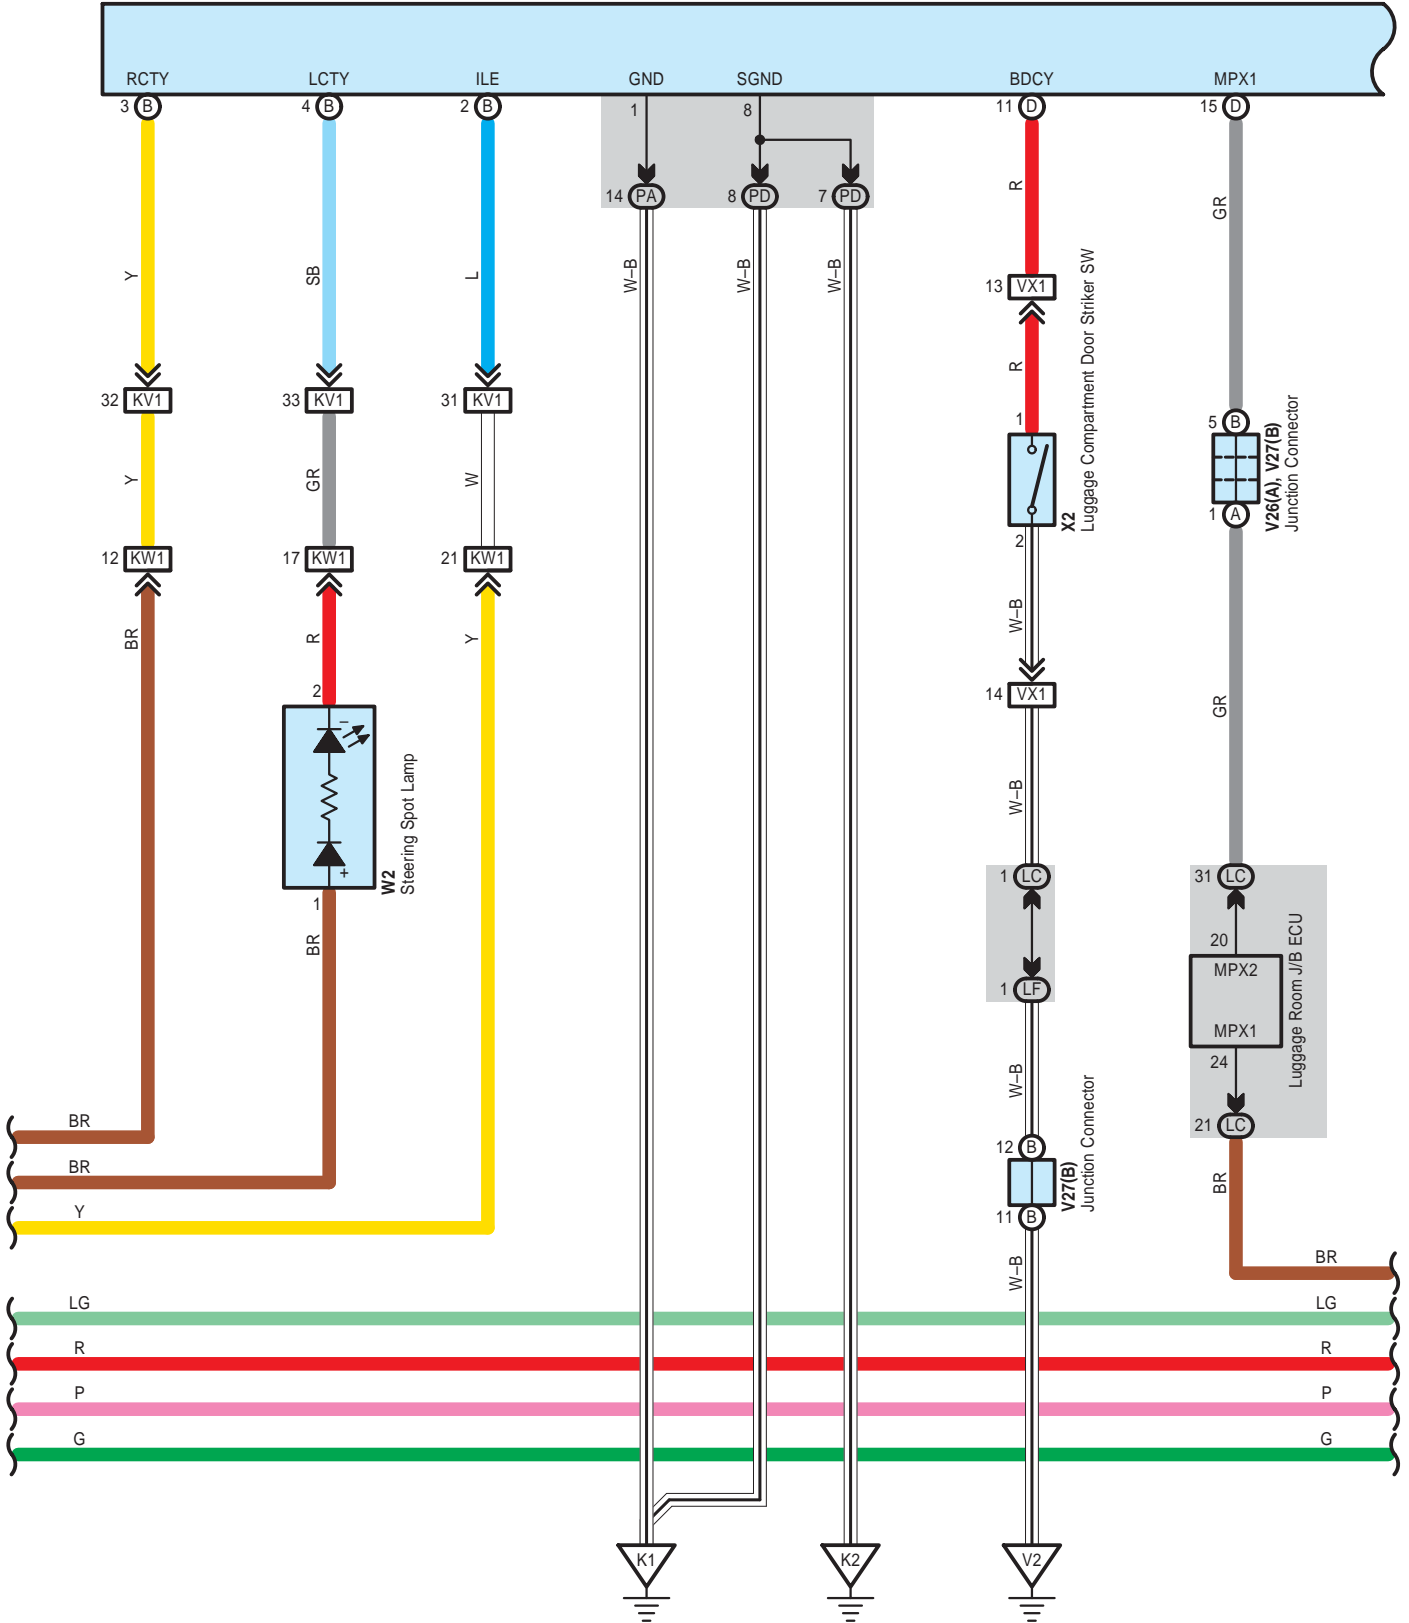 RCTY LCTY ILE GND SGND BDCY MPX1
3 B 4 B 2 B 1 8 11 D 15 D
14 PA 8 PD 7 PD
R GR
Y SB L W–B W–B W–B
13 VX1
R
32 KV1 33 KV1 31 KV1
1 5 B
Y GR W
X2
Luggage Compartment Door Striker SW
V26(A), V27(B)
Junction Connector
1 A
2
12 KW1 17 KW1 21 KW1
W–B
BR R Y
2
14 VX1
GR
–
W2
Steering Spot Lamp
W–B
+
1 LC 31 LC
1
BR
20
MPX2
1 LF
MPX1
Luggage Room J/B ECU
24
W–B
BR
21 LC
12 B
V27(B)
Junction Connector
BR
BR
Y
11 B
W–B
BR
LG LG
R R
P P
G G
K1 K2 V2